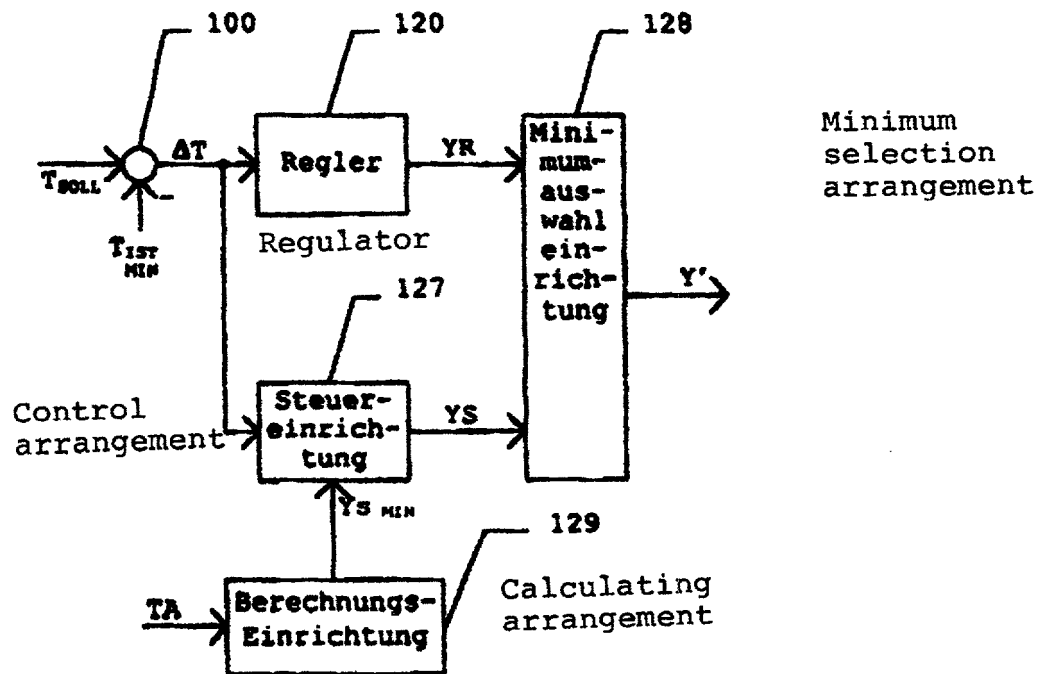 100
120
128
TSOLL
ΔT
-
TIST
MIN
Regler
YR
Regulator
Mini-
mum-
aus-
wahl
ein-
rich-
tung
Minimum
selection
arrangement
Y'
127
Control
arrangement
Steuer-
einrich-
tung
YS
YS MIN
129
TA
Berechnungs-
Einrichtung
Calculating
arrangement